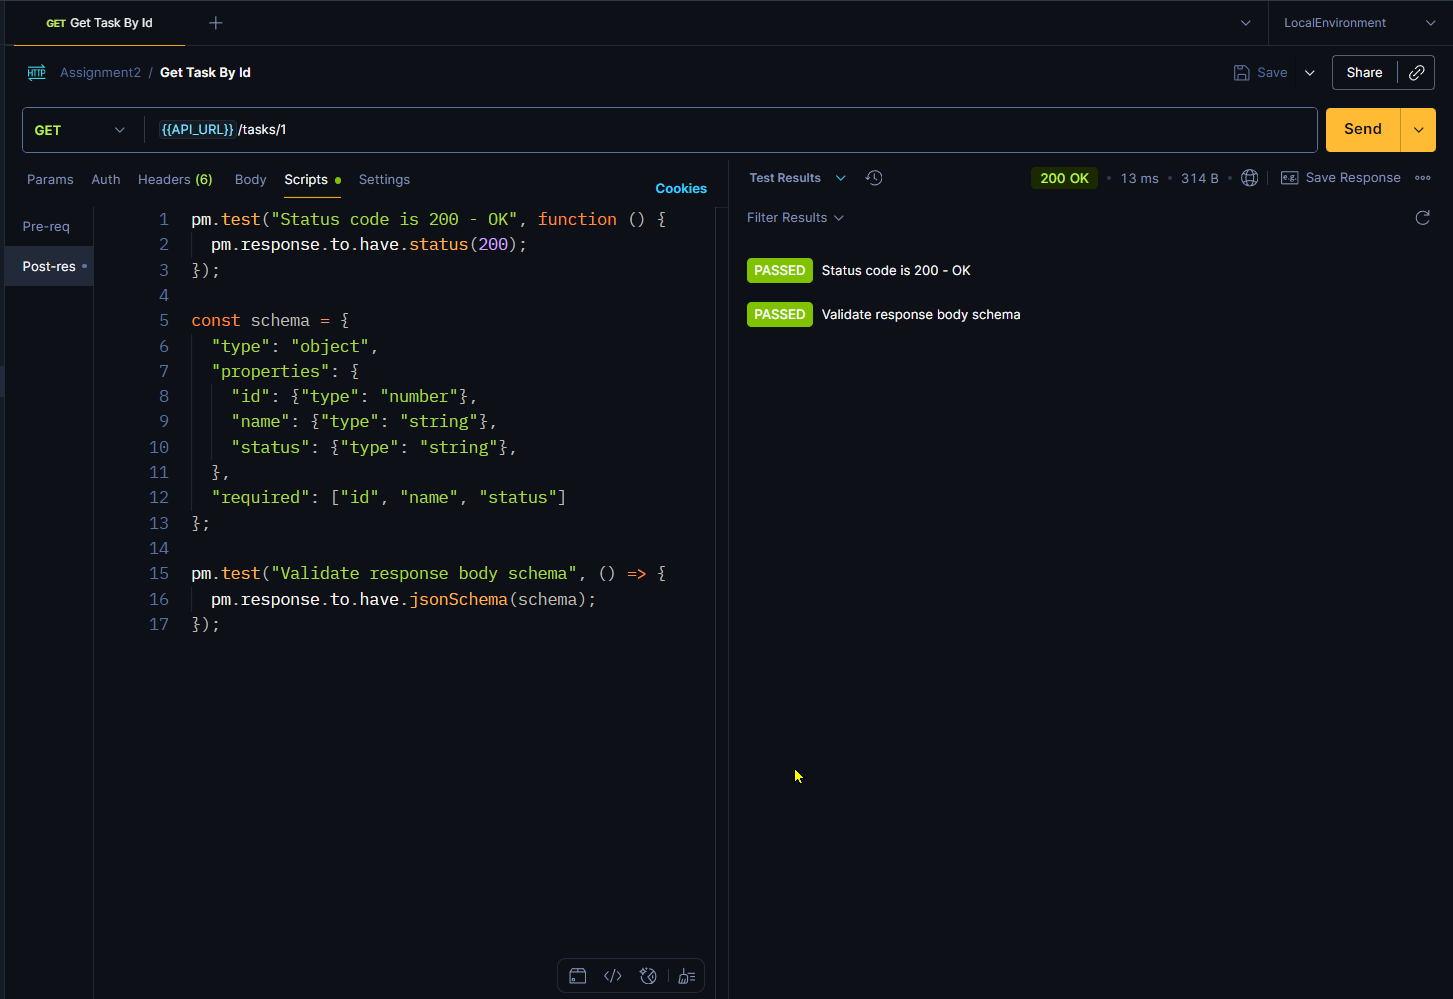 GET Get Task By Id
LocalEnvironment
HTTP Assignment2 / Get Task By Id
Save
Share
GET
{{API_URL}} /tasks/1
Send
Params Auth Headers (6) Body Scripts Settings
Cookies
Pre-req
Post-res
1 pm.test("Status code is 200 - OK", function () {
2 pm.response.to.have.status(200);
3 });
4
5 const schema = {
6 "type": "object",
7 "properties": {
8 "id": {"type": "number"},
9 "name": {"type": "string"},
10 "status": {"type": "string"},
11 },
12 "required": ["id", "name", "status"]
13 };
14
15 pm.test("Validate response body schema", () => {
16 pm.response.to.have.jsonSchema(schema);
17 });
Test Results
200 OK • 13 ms • 314 B •
e.g. Save Response
Filter Results
PASSED Status code is 200 - OK
PASSED Validate response body schema